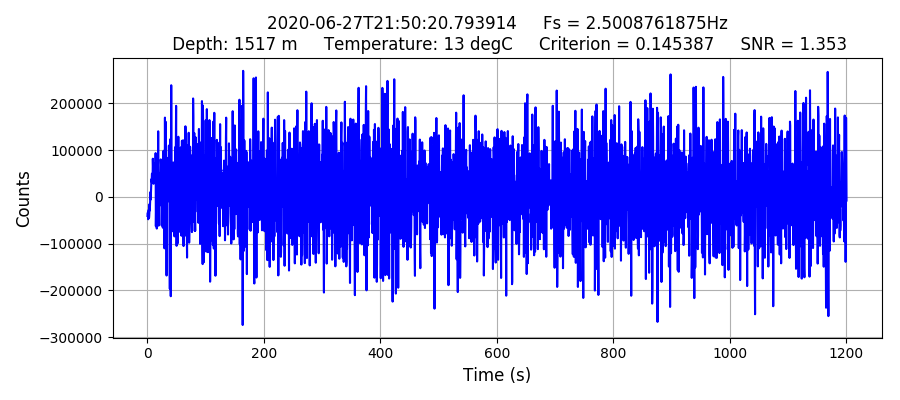 2020-06-27T21:50:20.793914 Fs = 2.5008761875Hz
Depth: 1517 m Temperature: 13 degC Criterion = 0.145387 SNR = 1.353
Counts
200000
100000
0
−100000
−200000
−300000
0 200 400 600 800 1000 1200
Time (s)